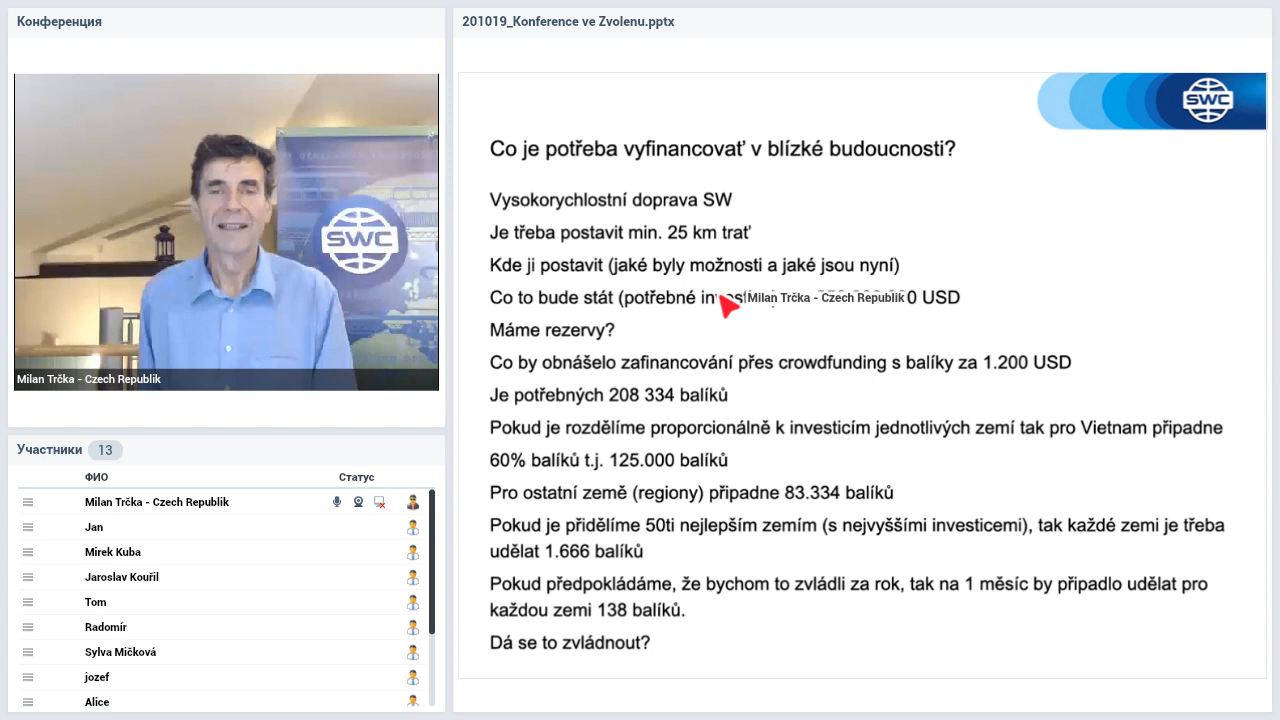 Конференция
SWC
Milan Trčka - Czech Republik
Участники 13
ФИО Статус
Milan Trčka - Czech Republik
Jan
Mirek Kuba
Jaroslav Kouřil
Tom
Radomír
Sylva Mičková
jozef
Alice
201019_Konference ve Zvolenu.pptx
SWC
Co je potřeba vyfinancovať v blízké budoucnosti?
Vysokorychlostní doprava SW
Je třeba postavit min. 25 km trať
Kde ji postavit (jaké byly možnosti a jaké jsou nyní)
Co to bude stát (potřebné 0 USD
Milan Trčka - Czech Republik
Máme rezervy?
Co by obnášelo zafinancování přes crowdfunding s balíky za 1.200 USD
Je potřebných 208 334 balíků
Pokud je rozdělíme proporcionálně k investicím jednotlivých zemí tak pro Vietnam připadne
60% balíků t.j. 125.000 balíků
Pro ostatní země (regiony) připadne 83.334 balíků
Pokud je přidělíme 50ti nejlepším zemím (s nejvyššími investicemi), tak každé zemi je třeba
udělat 1.666 balíků
Pokud předpokládáme, že bychom to zvládli za rok, tak na 1 měsíc by připadlo udělat pro
každou zemi 138 balíků.
Dá se to zvládnout?